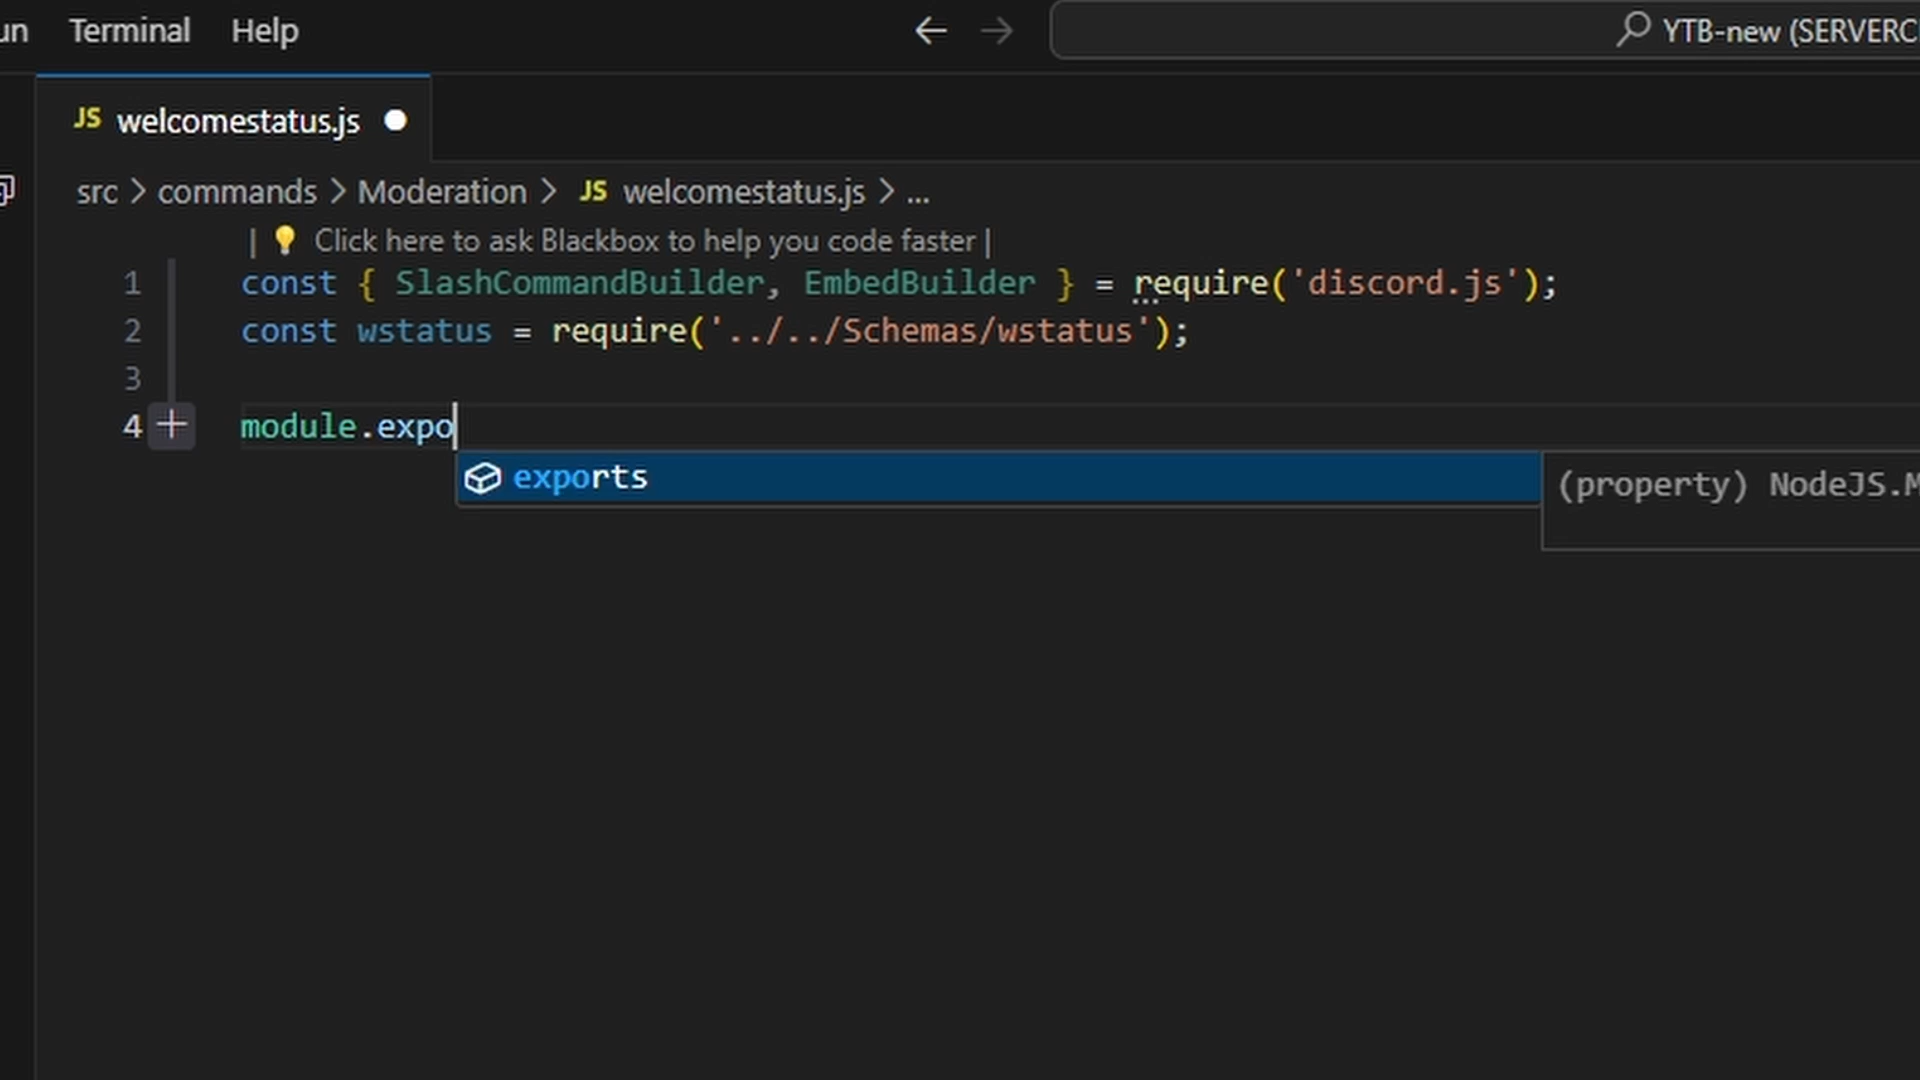 Terminal Help YTB-new (SERVERC
JS welcomestatus.js
src > commands > Moderation > JS welcomestatus.js > ...
| 💡 Click here to ask Blackbox to help you code faster |
1 const { SlashCommandBuilder, EmbedBuilder } = require('discord.js');
2 const wstatus = require('../../Schemas/wstatus');
3
4 module.expo
exports (property) NodeJS.M